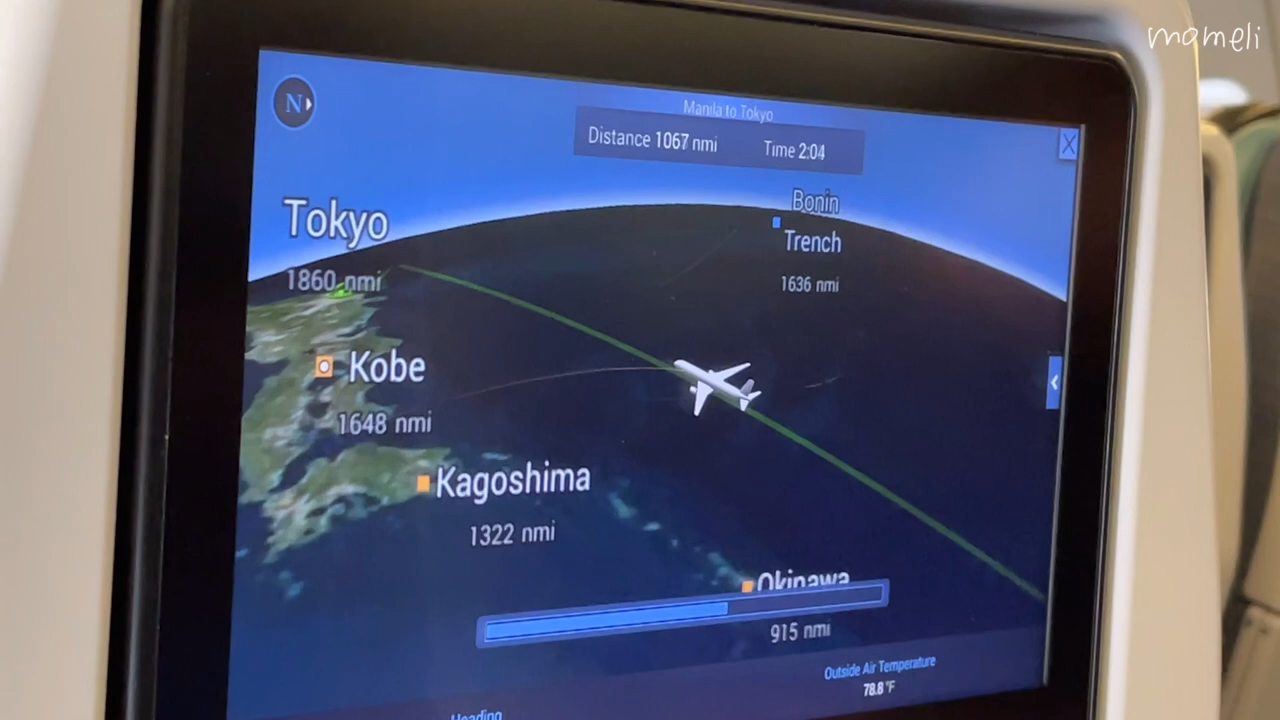 mameli
N
Manila to Tokyo
Distance 1067 nmi Time 2:04
X
Bonin
Trench
1636 nmi
Tokyo
1860 nmi
Kobe
1648 nmi
Kagoshima
1322 nmi
Okinawa
915 nmi
Outside Air Temperature
78.8 °F
Heading